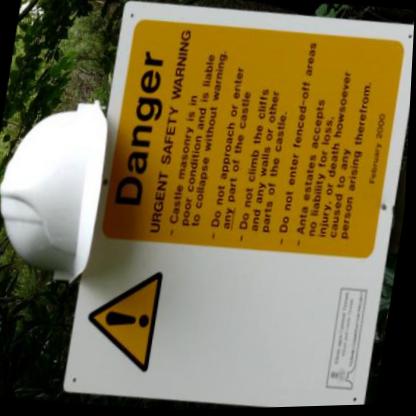 Danger
URGENT SAFETY WARNING
- Castle masonry is in
poor condition and is liable
to collapse without warning.
- Do not approach or enter
any part of the castle
- Do not climb the cliffs
and any walls or other
parts of the castle.
- Do not enter fenced-off areas
- Anta estates accepts
no liability for loss,
injury, or death howsoever
caused to any
person arising therefrom.
February 2000